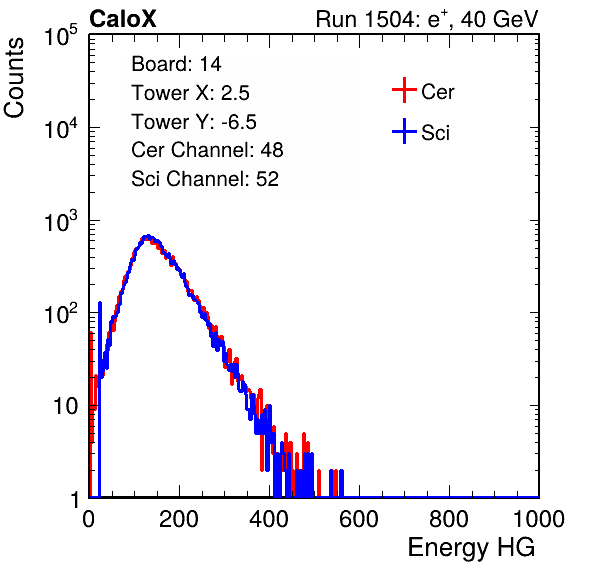 CaloX Run 1504: e⁺, 40 GeV
Counts
Board: 14
Tower X: 2.5
Tower Y: -6.5
Cer Channel: 48
Sci Channel: 52
Cer
Sci
10⁵
10⁴
10³
10²
10
1
0 200 400 600 800 1000
Energy HG